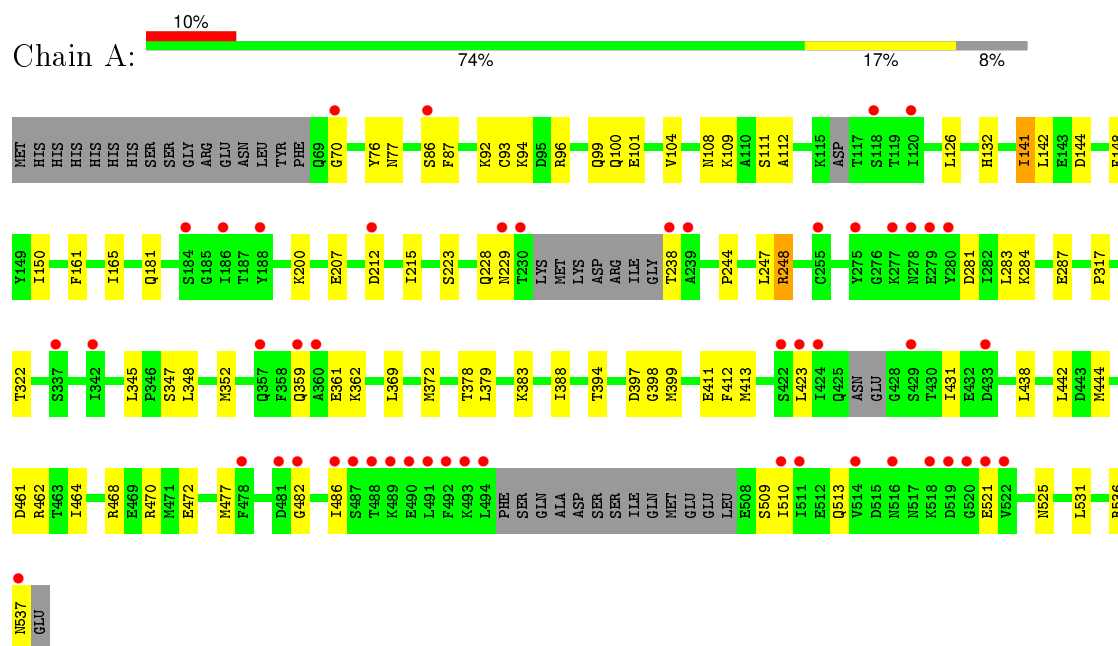 10%
Chain A:
74% 17% 8%
MET HIS HIS HIS HIS HIS HIS SER SER GLY ARG GLU ASN LEU TYR PHE Q69 G70 Y76 N77 S86 F87 K92 C93 K94 D95 R96 Q99 Q100 E101 V104 N108 K109 A110 S111 A112 K115 ASP T117 S118 T119 I120 L126 H132 I141 L142 E143 D144 F148
Y149 I150 F161 I165 Q181 S184 G185 I186 T187 Y188 K200 E207 D212 I215 S223 Q228 N229 T230 LYS MET LYS ASP ARG ILE GLY T238 A239 P244 L247 R248 C255 Y275 G276 K277 N278 E279 Y280 D281 I282 L283 K284 E287 P317
T322 S337 I342 L345 P346 S347 L348 M352 Q357 F358 Q359 A360 E361 K362 L369 M372 T378 L379 K383 I388 T394 D397 G398 M399 E411 F412 M413 S422 L423 I424 Q425 ASN GLU G428 S429 T430 I431 E432 D433 L438 L442 D443 M444
D461 R462 T463 I464 R468 E469 R470 M471 E472 M477 F478 D481 G482 I486 S487 T488 K489 E490 L491 F492 K493 L494 PHE SER GLN ALA ASP SER SER ILE GLN MET GLU GLU LEU E508 S509 I510 I511 E512 Q513 V514 D515 N516 N517 K518 D519 G520 E521 V522 N525 L531 R536
N537 GLU